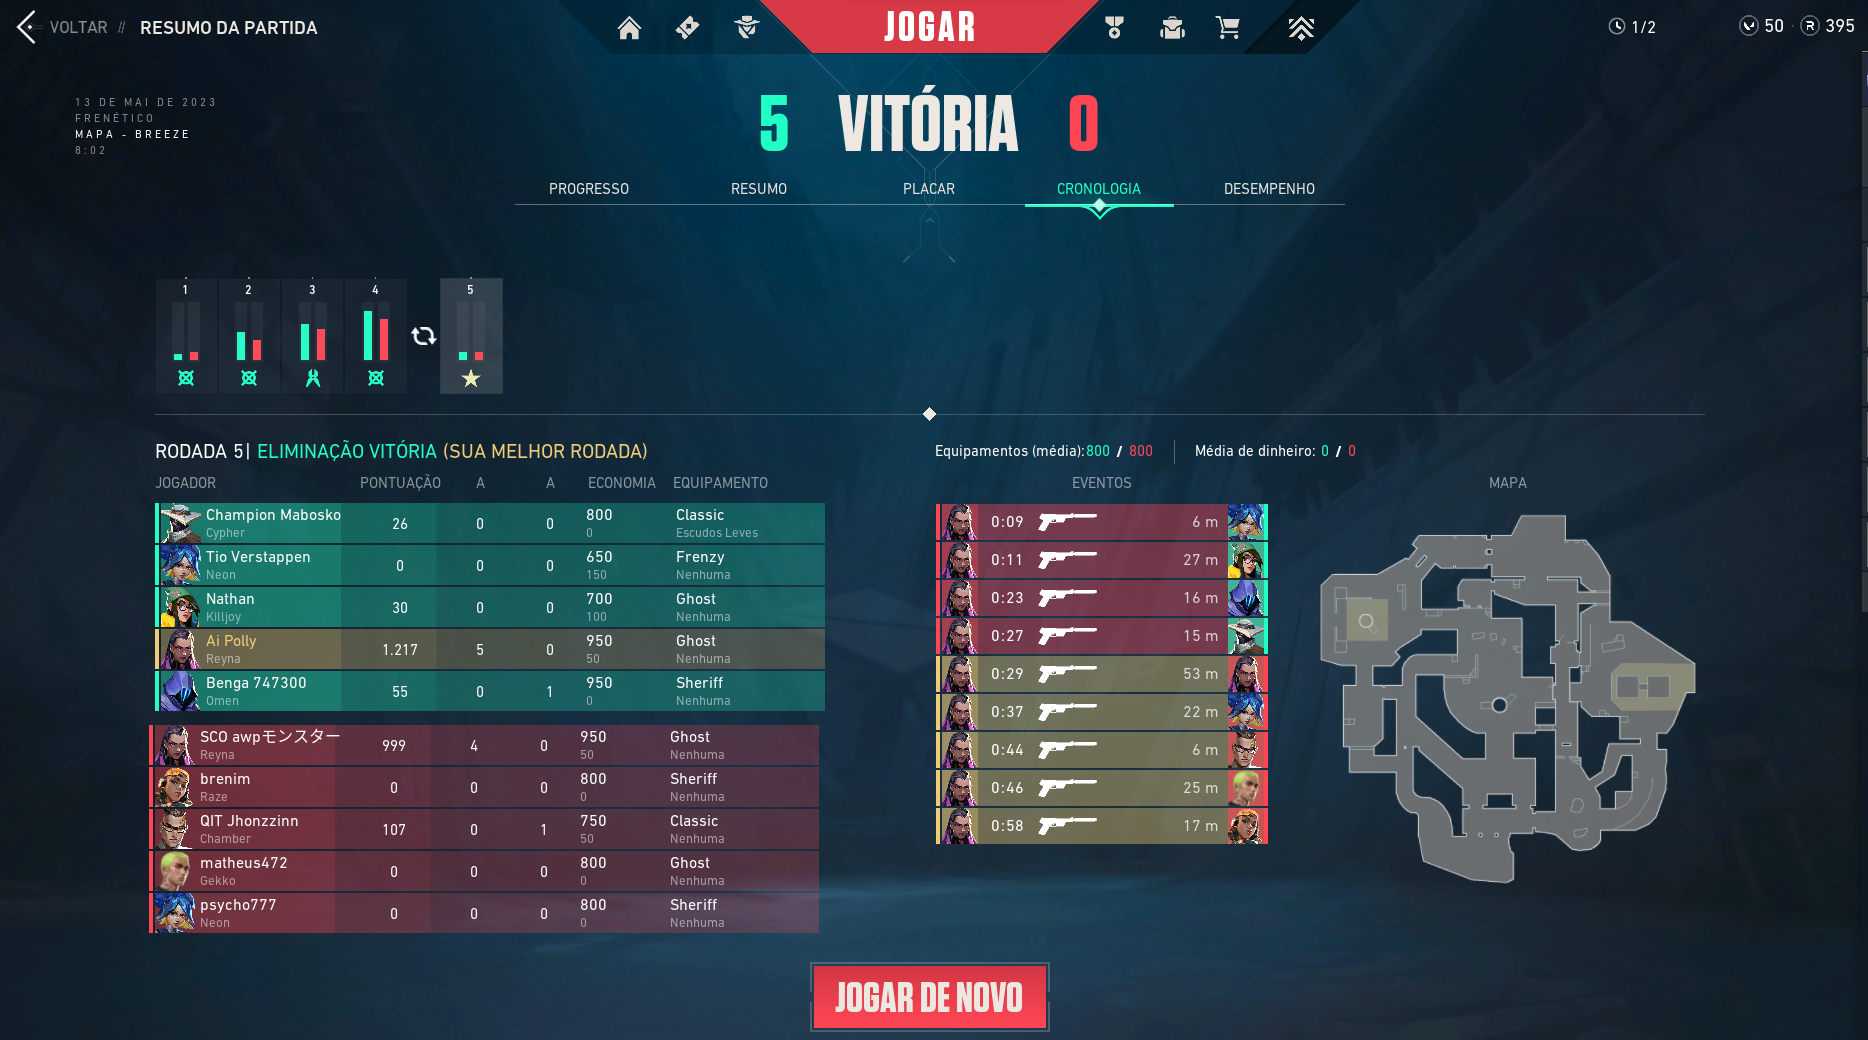 VOLTAR // RESUMO DA PARTIDA
JOGAR
1/2
50 · R 395
13 DE MAI DE 2023
FRENÉTICO
MAPA - BREEZE
8:02
5 VITÓRIA 0
PROGRESSO RESUMO PLACAR CRONOLOGIA DESEMPENHO
1 2 3 4 5
RODADA 5| ELIMINAÇÃO VITÓRIA (SUA MELHOR RODADA)
JOGADOR PONTUAÇÃO A A ECONOMIA EQUIPAMENTO
Champion Mabosko 26 0 0 800 Classic
Cypher 0 Escudos Leves
Tio Verstappen 0 0 0 650 Frenzy
Neon 150 Nenhuma
Nathan 30 0 0 700 Ghost
Killjoy 100 Nenhuma
Ai Polly 1.217 5 0 950 Ghost
Reyna 50 Nenhuma
Benga 747300 55 0 1 950 Sheriff
Omen 0 Nenhuma
SCO awpモンスター 999 4 0 950 Ghost
Reyna 50 Nenhuma
brenim 0 0 0 800 Sheriff
Raze 0 Nenhuma
QIT Jhonzzinn 107 0 1 750 Classic
Chamber 50 Nenhuma
matheus472 0 0 0 800 Ghost
Gekko 0 Nenhuma
psycho777 0 0 0 800 Sheriff
Neon 0 Nenhuma
Equipamentos (média):800 / 800 Média de dinheiro: 0 / 0
EVENTOS
0:09 6 m
0:11 27 m
0:23 16 m
0:27 15 m
0:29 53 m
0:37 22 m
0:44 6 m
0:46 25 m
0:58 17 m
MAPA
JOGAR DE NOVO